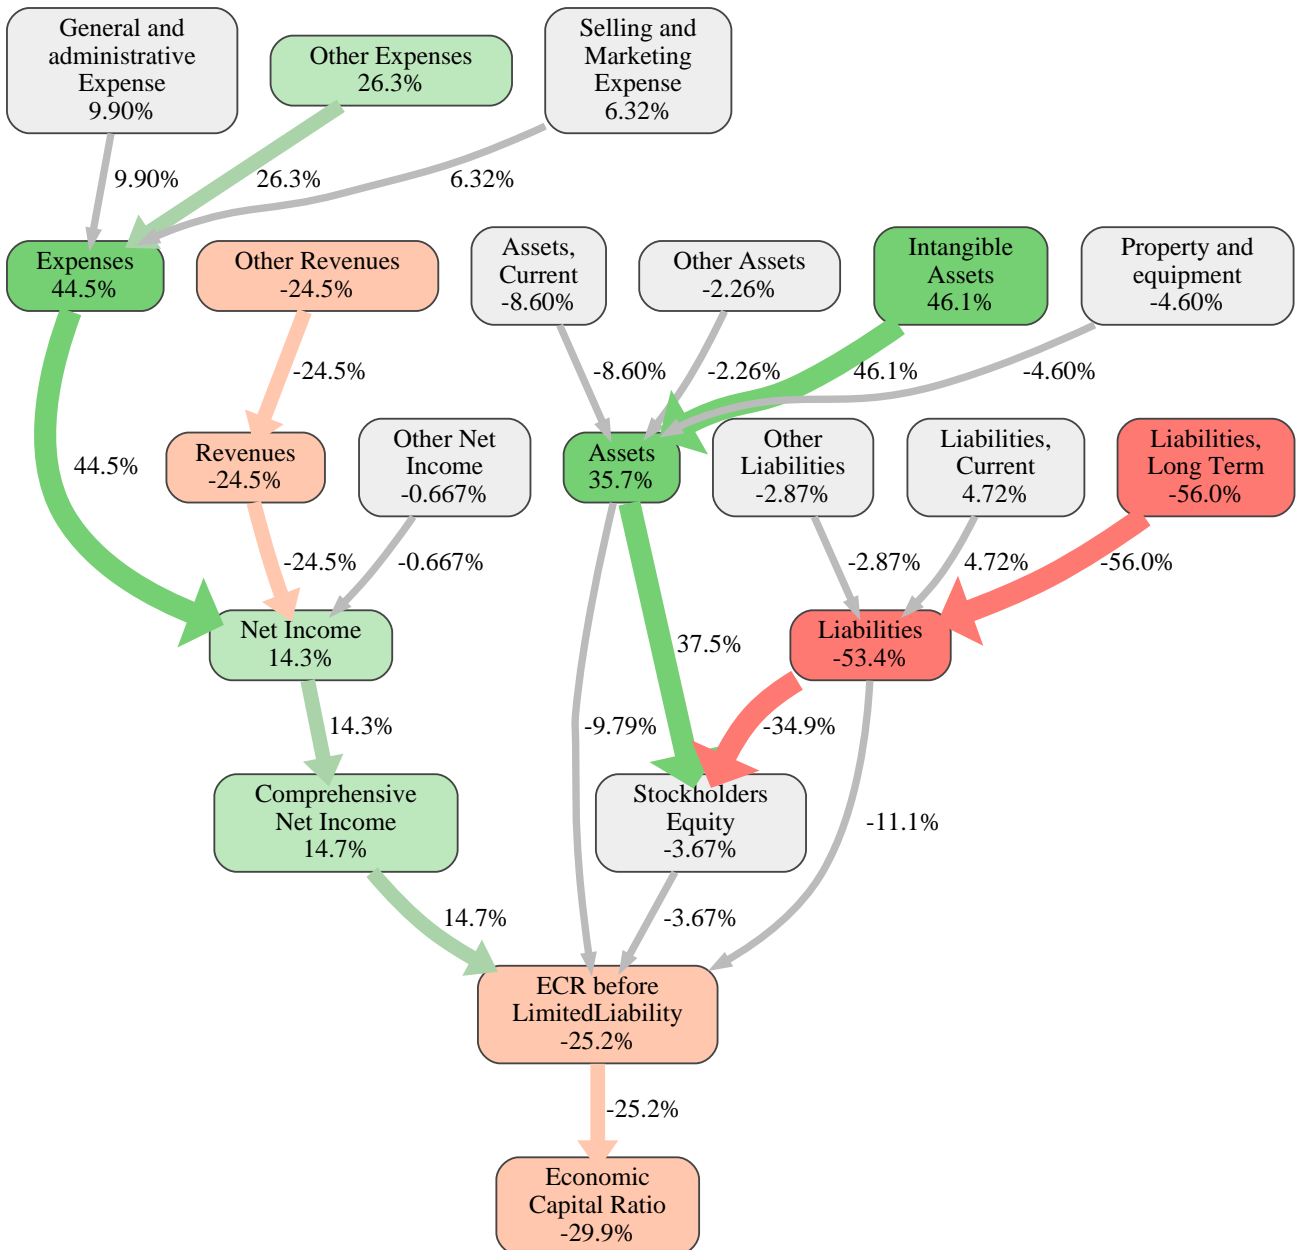 General and
administrative
Expense
9.90%
Other Expenses
26.3%
Selling and
Marketing
Expense
6.32%
9.90%
26.3%
6.32%
Expenses
44.5%
Other Revenues
-24.5%
Assets,
Current
-8.60%
Other Assets
-2.26%
Intangible
Assets
46.1%
Property and
equipment
-4.60%
-24.5%
-8.60%
-2.26%
46.1%
-4.60%
44.5%
Revenues
-24.5%
Other Net
Income
-0.667%
Assets
35.7%
Other
Liabilities
-2.87%
Liabilities,
Current
4.72%
Liabilities,
Long Term
-56.0%
-24.5%
-0.667%
-2.87%
4.72%
-56.0%
Net Income
14.3%
37.5%
Liabilities
-53.4%
14.3%
-9.79%
-34.9%
Comprehensive
Net Income
14.7%
Stockholders
Equity
-3.67%
-11.1%
14.7%
-3.67%
ECR before
LimitedLiability
-25.2%
-25.2%
Economic
Capital Ratio
-29.9%